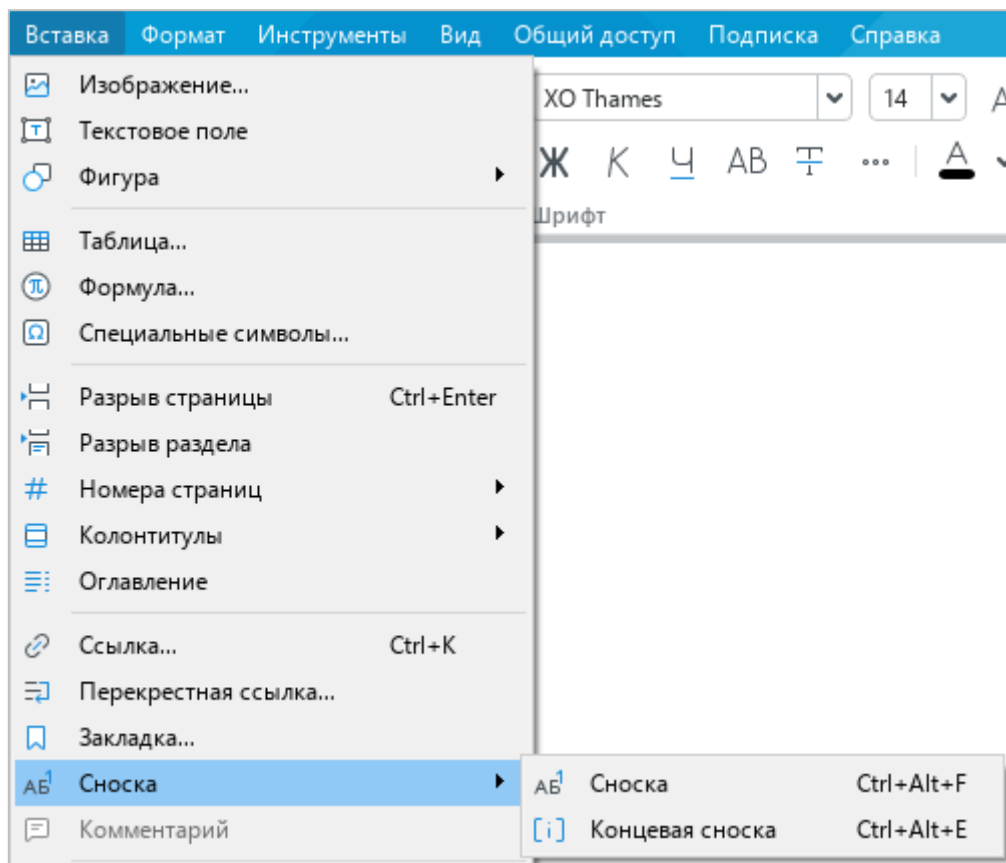 Вставка Формат Инструменты Вид Общий доступ Подписка Справка
Изображение...
Текстовое поле
Фигура
Таблица...
Формула...
Специальные символы...
Разрыв страницы Ctrl+Enter
Разрыв раздела
Номера страниц
Колонтитулы
Оглавление
Ссылка... Ctrl+K
Перекрестная ссылка...
Закладка...
АБ1 Сноска
Комментарий
XO Thames 14
Ж К Ч АВ Т А
Шрифт
АБ1 Сноска Ctrl+Alt+F
[i] Концевая сноска Ctrl+Alt+E